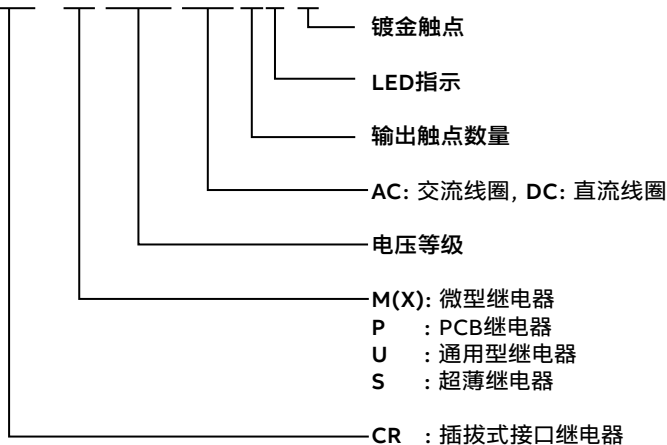 镀金触点
LED指示
输出触点数量
AC: 交流线圈, DC: 直流线圈
电压等级
M(X): 微型继电器
P : PCB继电器
U : 通用型继电器
S : 超薄继电器
CR : 插拔式接口继电器